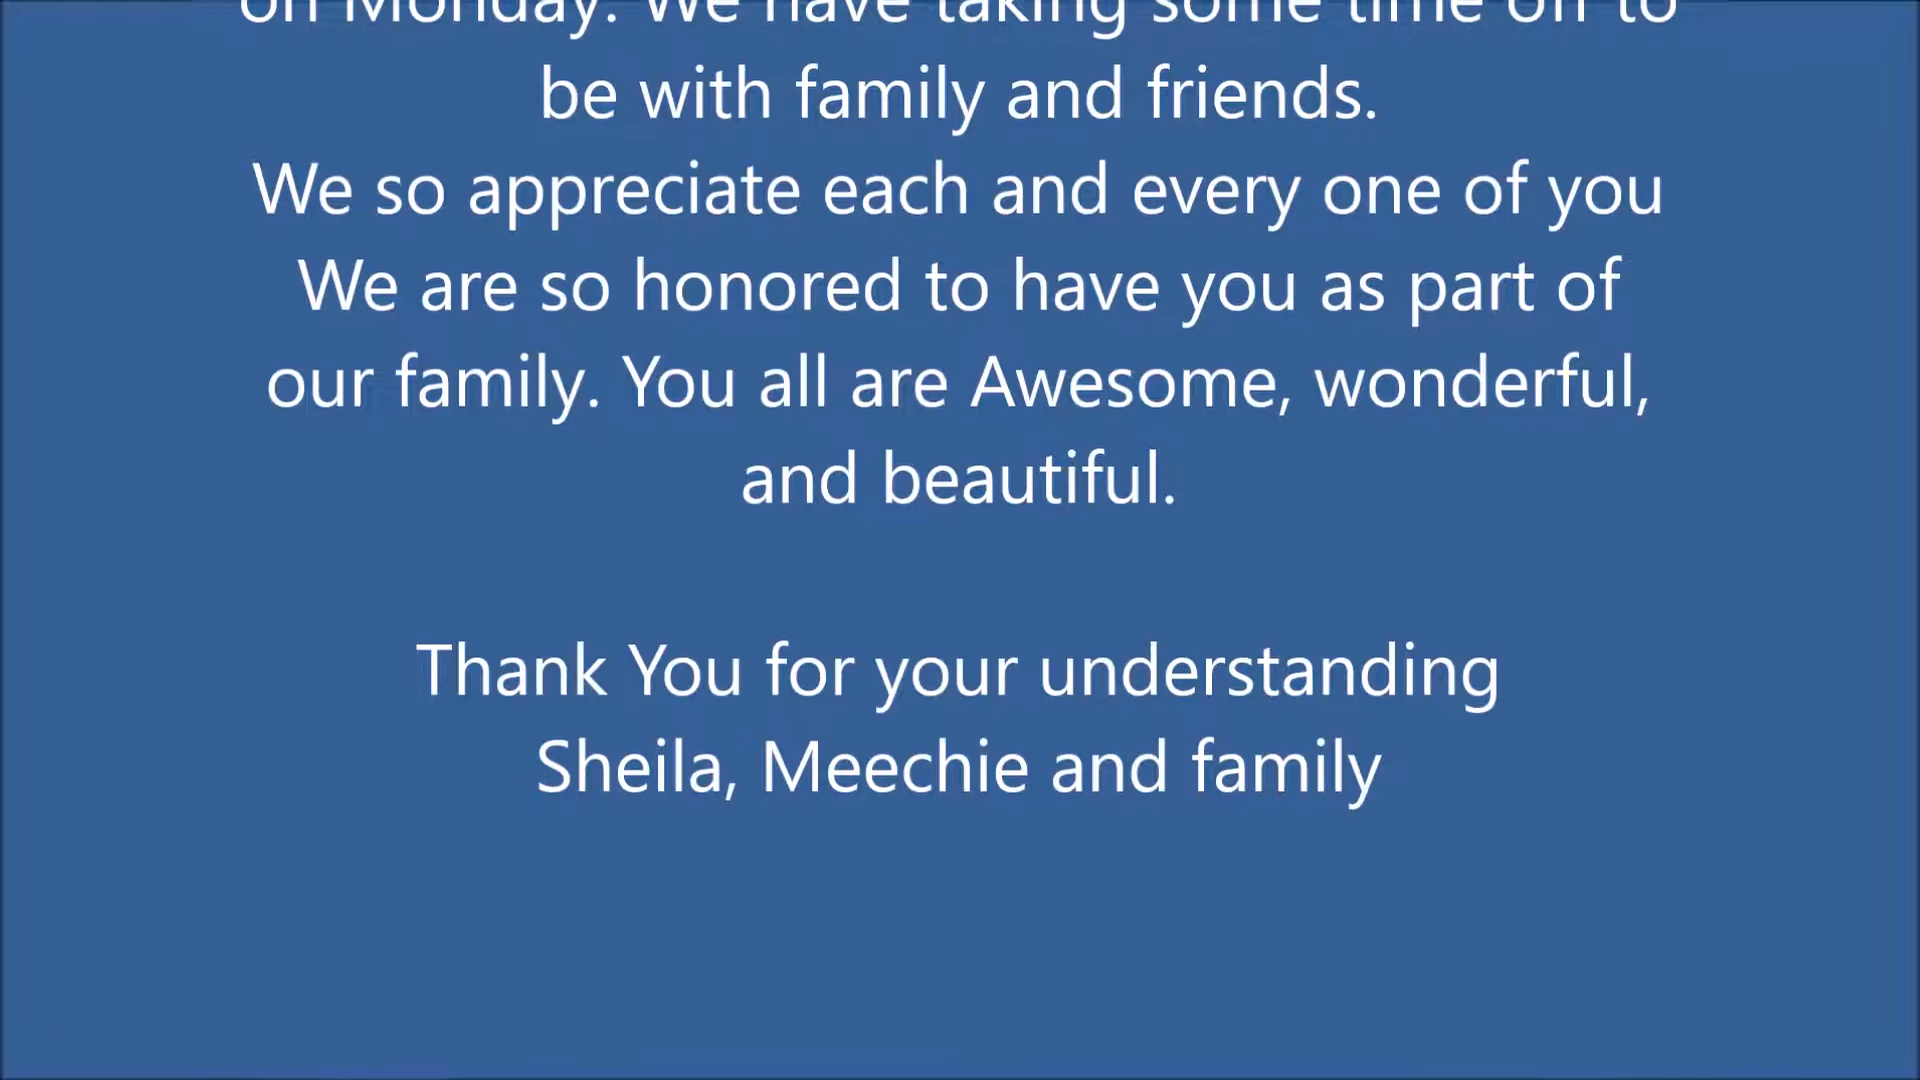 on Monday. We have taking some time off to
be with family and friends.
We so appreciate each and every one of you
We are so honored to have you as part of
our family. You all are Awesome, wonderful,
and beautiful.
Thank You for your understanding
Sheila, Meechie and family